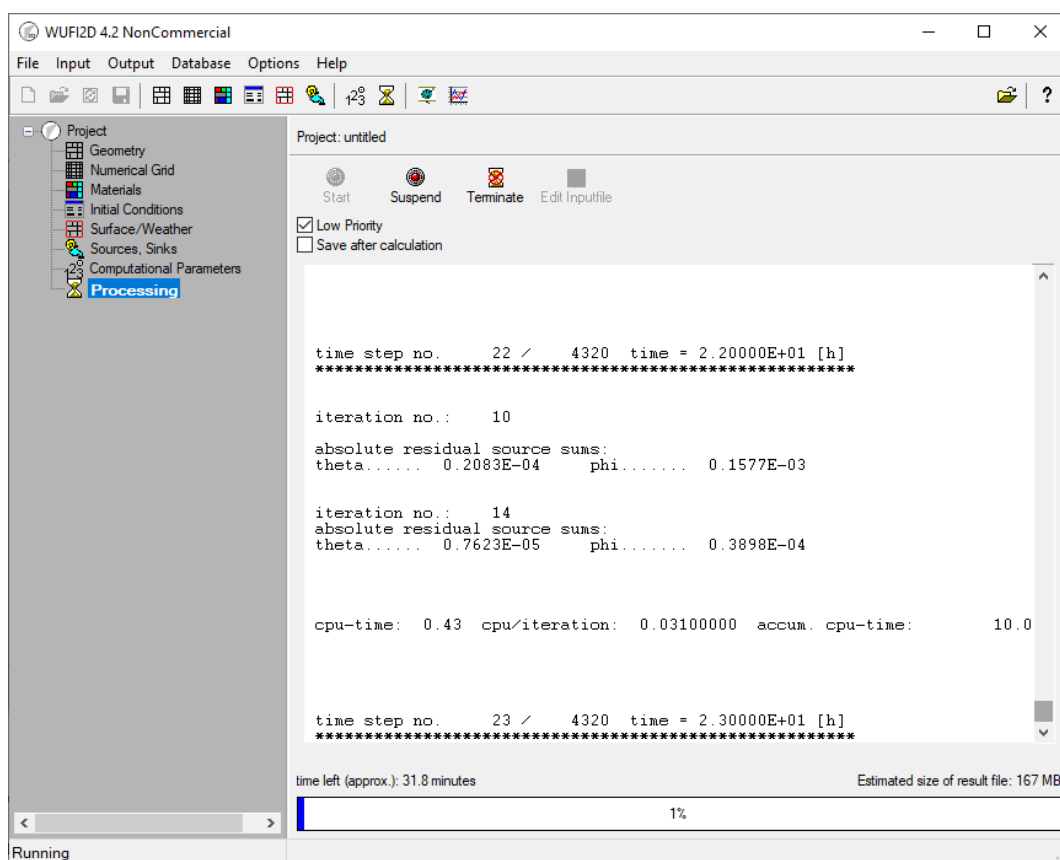 WUFI2D 4.2 NonCommercial
File Input Output Database Options Help
Project
Geometry
Numerical Grid
Materials
Initial Conditions
Surface/Weather
Sources, Sinks
Computational Parameters
Processing
Project: untitled
Start Suspend Terminate Edit Inputfile
Low Priority
Save after calculation
time step no. 22 / 4320 time = 2.20000E+01 [h]
******************************************************
iteration no.: 10
absolute residual source sums:
theta...... 0.2083E-04 phi....... 0.1577E-03
iteration no.: 14
absolute residual source sums:
theta...... 0.7623E-05 phi....... 0.3898E-04
cpu-time: 0.43 cpu/iteration: 0.03100000 accum. cpu-time: 10.0
time step no. 23 / 4320 time = 2.30000E+01 [h]
******************************************************
time left (approx.): 31.8 minutes Estimated size of result file: 167 MB
1%
Running